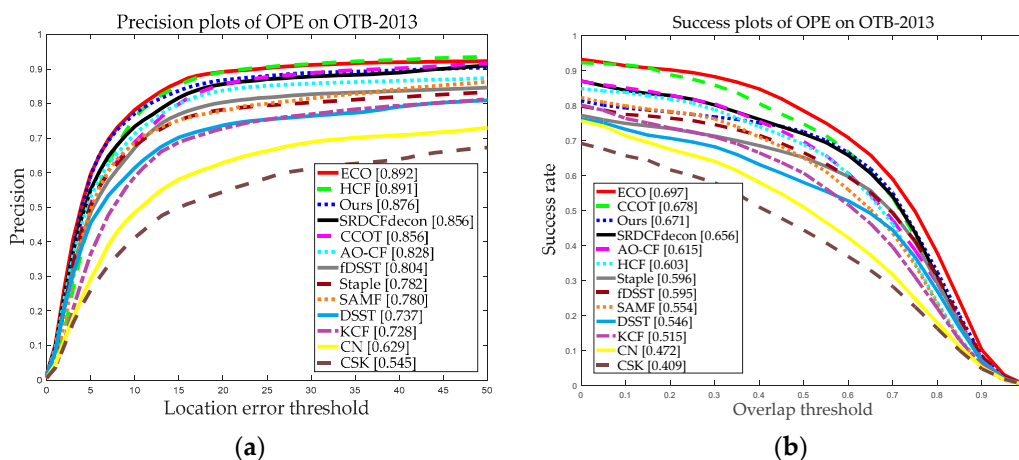 Precision plots of OPE on OTB-2013
Precision
1
0.9
0.8
0.7
0.6
0.5
0.4
0.3
0.2
0.1
0
0 5 10 15 20 25 30 35 40 45 50
Location error threshold
ECO [0.892]
HCF [0.891]
Ours [0.876]
SRDCFdecon [0.856]
CCOT [0.856]
AO-CF [0.828]
fDSST [0.804]
Staple [0.782]
SAMF [0.780]
DSST [0.737]
KCF [0.728]
CN [0.629]
CSK [0.545]
(a)
Success plots of OPE on OTB-2013
Success rate
1
0.9
0.8
0.7
0.6
0.5
0.4
0.3
0.2
0.1
0
0 0.1 0.2 0.3 0.4 0.5 0.6 0.7 0.8 0.9
Overlap threshold
ECO [0.697]
CCOT [0.678]
Ours [0.671]
SRDCFdecon [0.656]
AO-CF [0.615]
HCF [0.603]
Staple [0.596]
fDSST [0.595]
SAMF [0.554]
DSST [0.546]
KCF [0.515]
CN [0.472]
CSK [0.409]
(b)